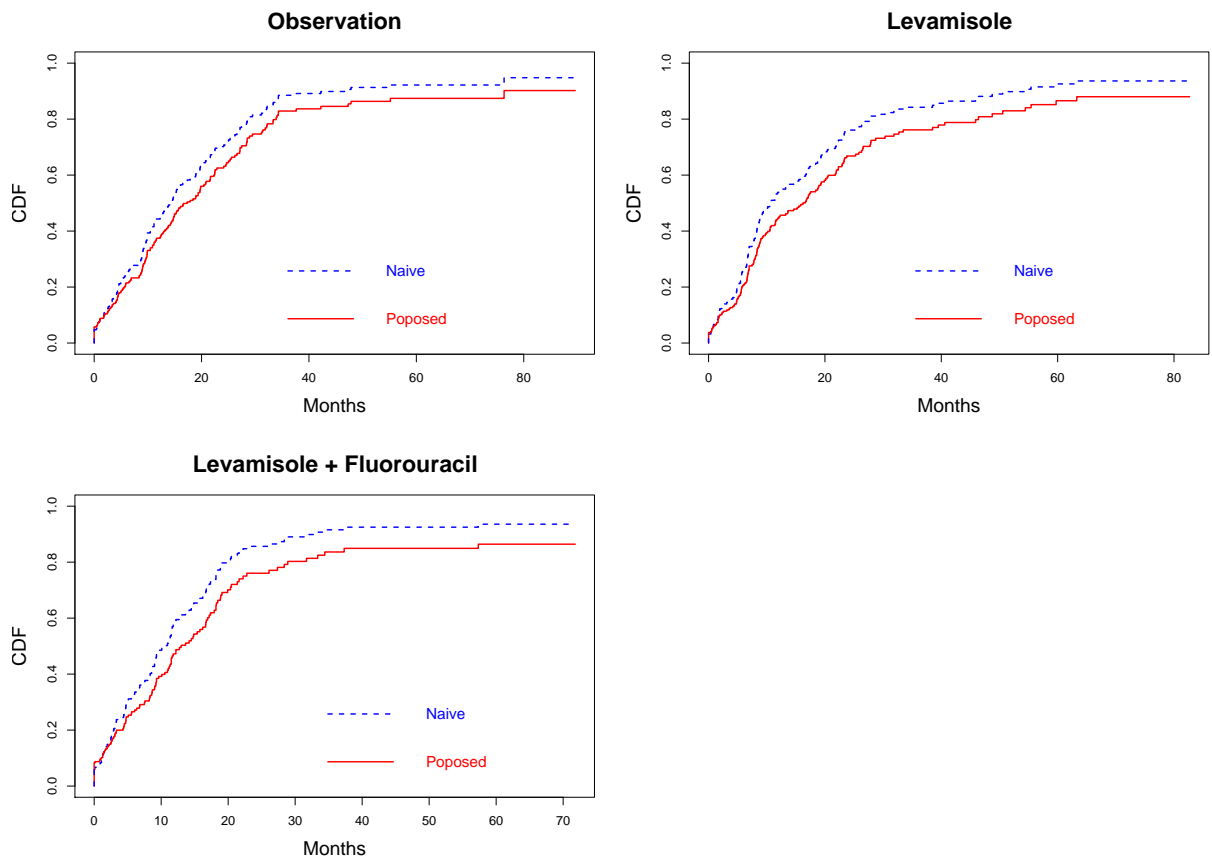 Observation
CDF
0.0 0.2 0.4 0.6 0.8 1.0
Naive
Poposed
0 20 40 60 80
Months
Levamisole
CDF
0.0 0.2 0.4 0.6 0.8 1.0
Naive
Poposed
0 20 40 60 80
Months
Levamisole + Fluorouracil
CDF
0.0 0.2 0.4 0.6 0.8 1.0
Naive
Poposed
0 10 20 30 40 50 60 70
Months